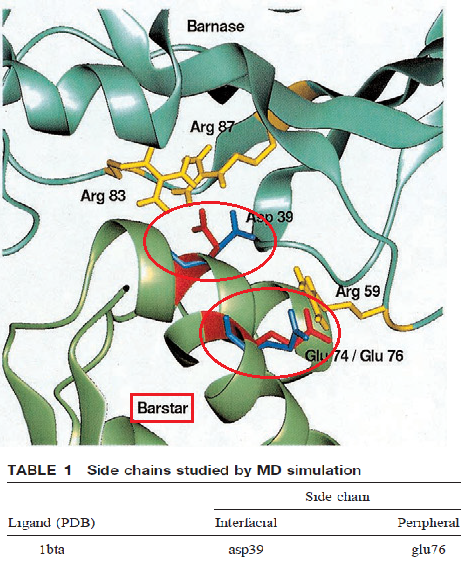 Barnase
Arg 87
Arg 83
Asp 39
Arg 59
Glu 74 / Glu 76
Barstar
TABLE 1 Side chains studied by MD simulation
Side chain
Ligand (PDB) Interfacial Peripheral
1bta asp39 glu76